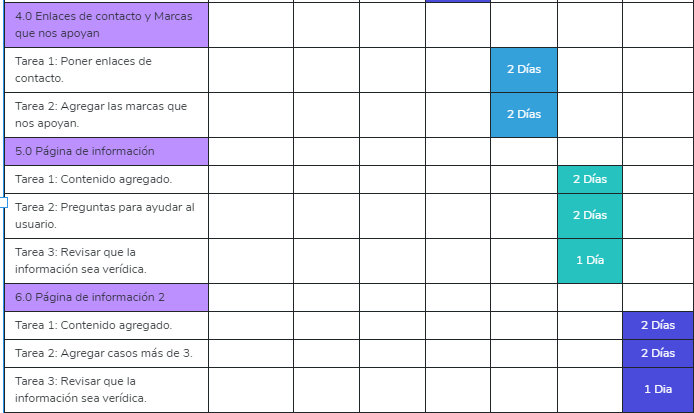 4.0 Enlaces de contacto y Marcas
que nos apoyan
Tarea 1: Poner enlaces de
contacto.
2 Días
Tarea 2: Agregar las marcas que
nos apoyan.
2 Días
5.0 Página de información
Tarea 1: Contenido agregado.
2 Días
Tarea 2: Preguntas para ayudar al
usuario.
2 Días
Tarea 3: Revisar que la
información sea verídica.
1 Día
6.0 Página de información 2
Tarea 1: Contenido agregado.
2 Días
Tarea 2: Agregar casos más de 3.
2 Días
Tarea 3: Revisar que la
información sea verídica.
1 Dia